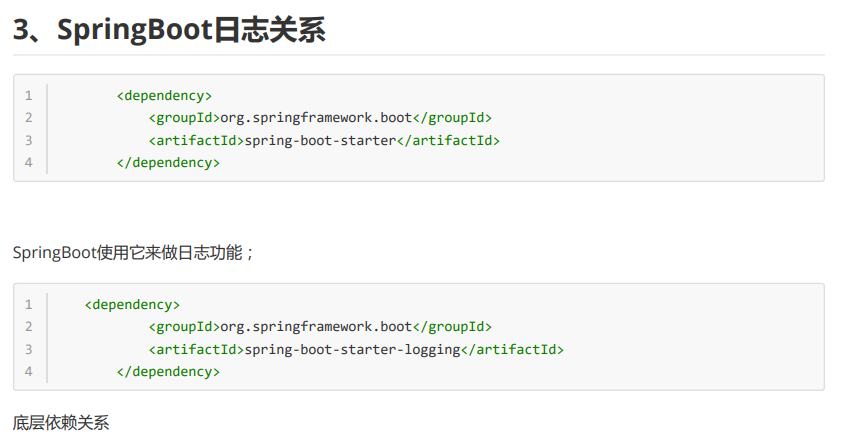 3、SpringBoot日志关系
1 <dependency>
2 <groupId>org.springframework.boot</groupId>
3 <artifactId>spring-boot-starter</artifactId>
4 </dependency>
SpringBoot使用它来做日志功能；
1 <dependency>
2 <groupId>org.springframework.boot</groupId>
3 <artifactId>spring-boot-starter-logging</artifactId>
4 </dependency>
底层依赖关系